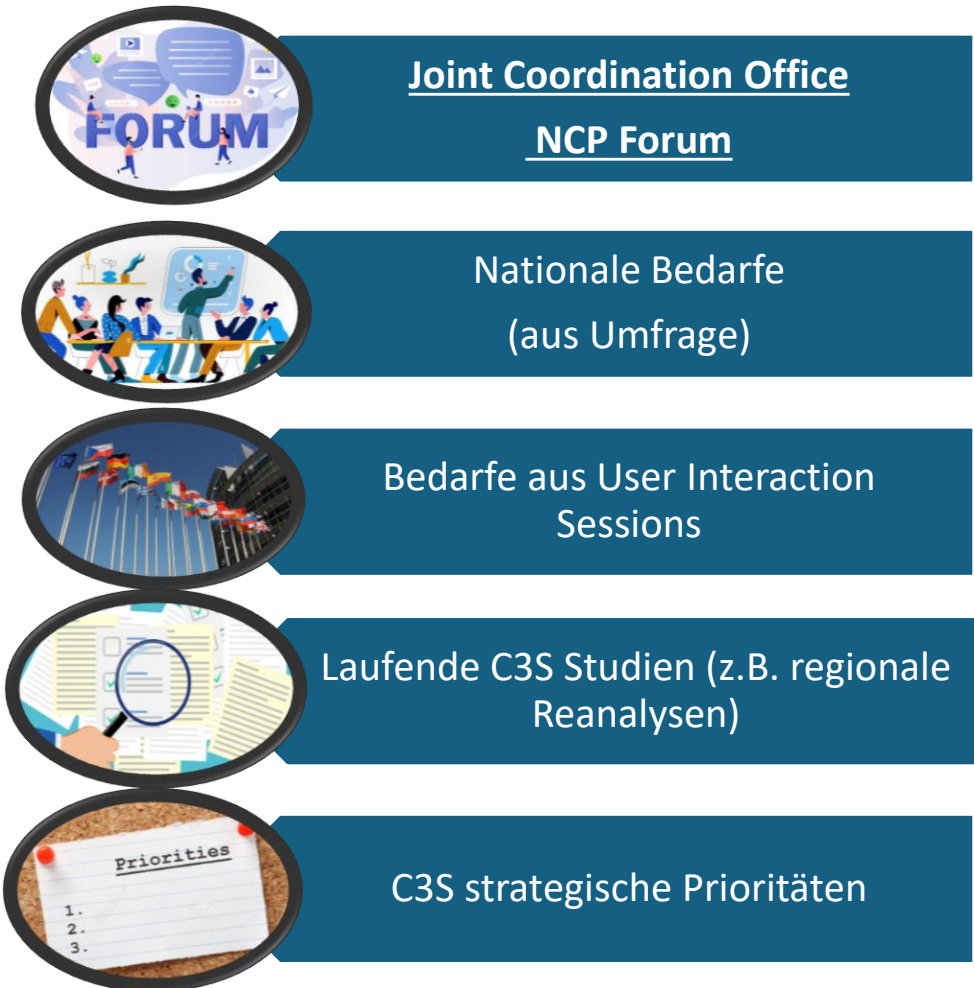 FORUM
Joint Coordination Office
NCP Forum
Nationale Bedarfe
(aus Umfrage)
Bedarfe aus User Interaction
Sessions
Laufende C3S Studien (z.B. regionale
Reanalysen)
Priorities
1.
2.
3.
C3S strategische Prioritäten